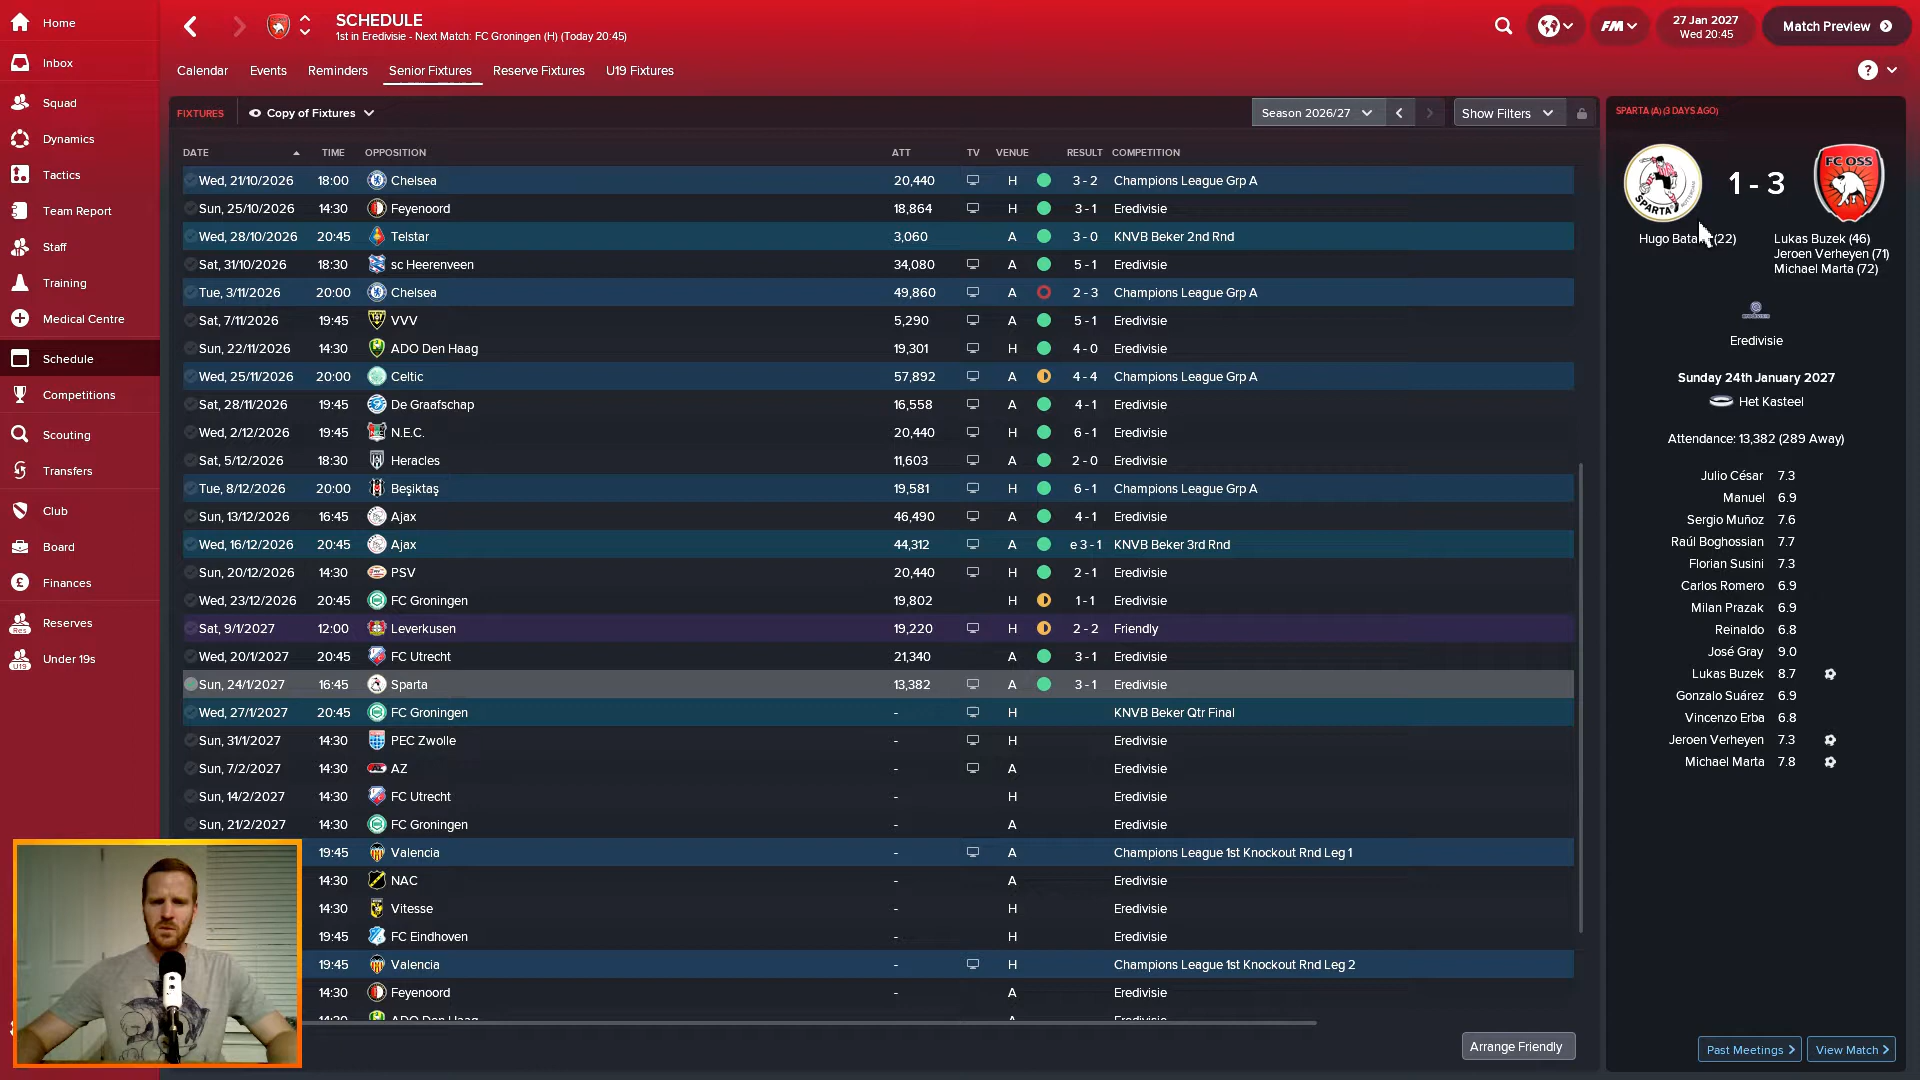 Home
Inbox
Squad
Dynamics
Tactics
Team Report
Staff
Training
Medical Centre
Schedule
Competitions
Scouting
Transfers
Club
Board
Finances
Reserves
Under 19s
SCHEDULE
1st in Eredivisie - Next Match: FC Groningen (H) (Today 20:45)
FM
27 Jan 2027
Wed 20:45
Match Preview
Calendar Events Reminders Senior Fixtures Reserve Fixtures U19 Fixtures
FIXTURES Copy of Fixtures Season 2026/27 Show Filters
DATE TIME OPPOSITION ATT TV VENUE RESULT COMPETITION
Wed, 21/10/2026 18:00 Chelsea 20,440 H 3 - 2 Champions League Grp A
Sun, 25/10/2026 14:30 Feyenoord 18,864 H 3 - 1 Eredivisie
Wed, 28/10/2026 20:45 Telstar 3,060 A 3 - 0 KNVB Beker 2nd Rnd
Sat, 31/10/2026 18:30 sc Heerenveen 34,080 A 5 - 1 Eredivisie
Tue, 3/11/2026 20:00 Chelsea 49,860 A 2 - 3 Champions League Grp A
Sat, 7/11/2026 19:45 VVV 5,290 A 5 - 1 Eredivisie
Sun, 22/11/2026 14:30 ADO Den Haag 19,301 H 4 - 0 Eredivisie
Wed, 25/11/2026 20:00 Celtic 57,892 A 4 - 4 Champions League Grp A
Sat, 28/11/2026 19:45 De Graafschap 16,558 H 4 - 1 Eredivisie
Wed, 2/12/2026 19:45 N.E.C. 20,440 H 6 - 1 Eredivisie
Sat, 5/12/2026 18:30 Heracles 11,603 A 2 - 0 Eredivisie
Tue, 8/12/2026 20:00 Beşiktaş 19,581 H 6 - 1 Champions League Grp A
Sun, 13/12/2026 16:45 Ajax 46,490 A 4 - 1 Eredivisie
Wed, 16/12/2026 20:45 Ajax 44,312 A e 3 - 1 KNVB Beker 3rd Rnd
Sun, 20/12/2026 14:30 PSV 20,440 H 2 - 1 Eredivisie
Wed, 23/12/2026 20:45 FC Groningen 19,802 H 1 - 1 Eredivisie
Sat, 9/1/2027 12:00 Leverkusen 19,220 H 2 - 2 Friendly
Wed, 20/1/2027 20:45 FC Utrecht 21,340 A 3 - 1 Eredivisie
Sun, 24/1/2027 16:45 Sparta 13,382 A 3 - 1 Eredivisie
Wed, 27/1/2027 20:45 FC Groningen - H KNVB Beker Qtr Final
Sun, 31/1/2027 14:30 PEC Zwolle - H Eredivisie
Sun, 7/2/2027 14:30 AZ - A Eredivisie
Sun, 14/2/2027 14:30 FC Utrecht - H Eredivisie
Sun, 21/2/2027 14:30 FC Groningen - A Eredivisie
19:45 Valencia - A Champions League 1st Knockout Rnd Leg 1
14:30 NAC - A Eredivisie
14:30 Vitesse - H Eredivisie
19:45 FC Eindhoven - H Eredivisie
19:45 Valencia - H Champions League 1st Knockout Rnd Leg 2
14:30 Feyenoord - A Eredivisie
14:30 ADO Den Haag A Eredivisie
Arrange Friendly
SPARTA (A) (3 DAYS AGO)
SPARTA
FC OSS
1 - 3
Hugo (22)
Lukas Buzek (46)
Jeroen Verheyen (71)
Michael Marta (72)
Eredivisie
Sunday 24th January 2027
Het Kasteel
Attendance: 13,382 (289 Away)
Julio César 7.3
Manuel 6.9
Sergio Muñoz 7.6
Raúl Boghossian 7.7
Florian Susini 7.3
Carlos Romero 6.9
Milan Prazak 6.9
Reinaldo 6.8
José Gray 9.0
Lukas Buzek 8.7
Gonzalo Suárez 6.9
Vincenzo Erba 6.8
Jeroen Verheyen 7.3
Michael Marta 7.8
Past Meetings
View Match